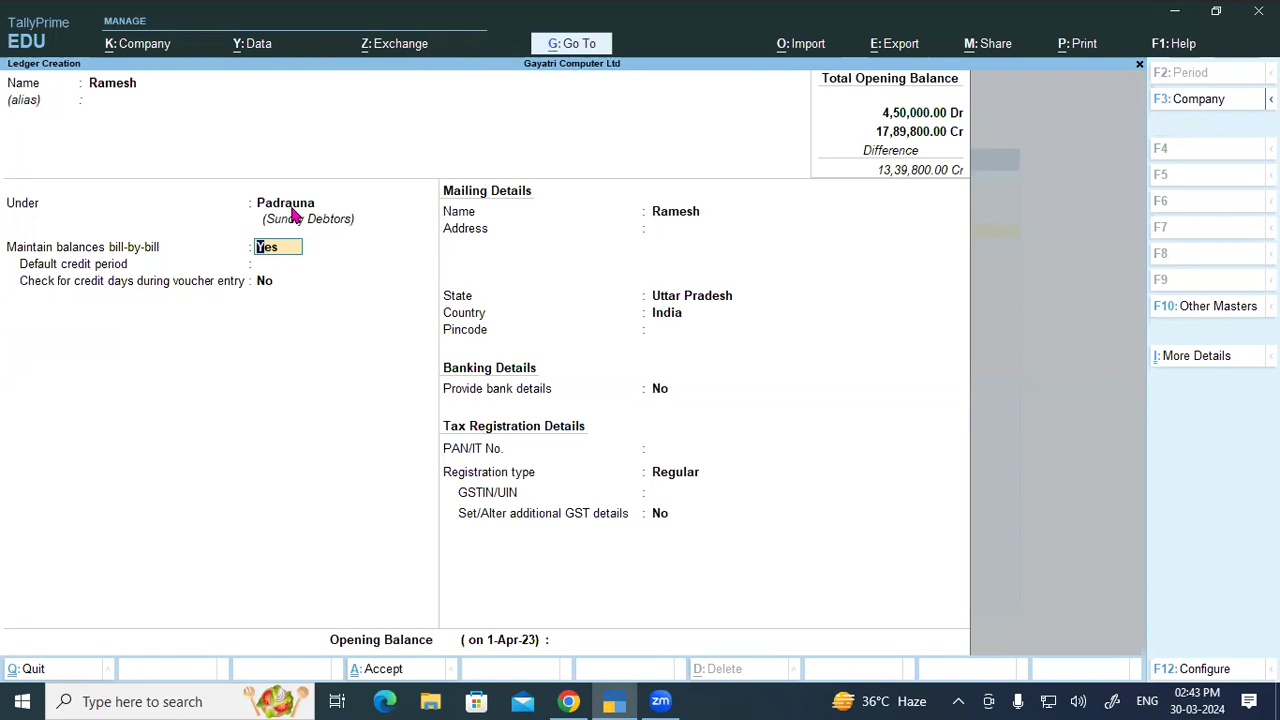 TallyPrime
EDU
MANAGE
K: Company
Y: Data
Z: Exchange
G: Go To
O: Import
E: Export
M: Share
P: Print
F1: Help
Ledger Creation
Gayatri Computer Ltd
Name : Ramesh
(alias) :
Total Opening Balance
4,50,000.00 Dr
17,89,800.00 Cr
Difference
13,39,800.00 Cr
Under : Padrauna
(Sundry Debtors)
Maintain balances bill-by-bill : Yes
Default credit period :
Check for credit days during voucher entry : No
Mailing Details
Name : Ramesh
Address :
State : Uttar Pradesh
Country : India
Pincode :
Banking Details
Provide bank details : No
Tax Registration Details
PAN/IT No. :
Registration type : Regular
GSTIN/UIN :
Set/Alter additional GST details : No
Opening Balance ( on 1-Apr-23) :
F2: Period
F3: Company
F4
F5
F6
F7
F8
F9
F10: Other Masters
I: More Details
F12: Configure
Q: Quit
A: Accept
D: Delete
Type here to search
zm
36°C Haze
ENG
02:43 PM
30-03-2024